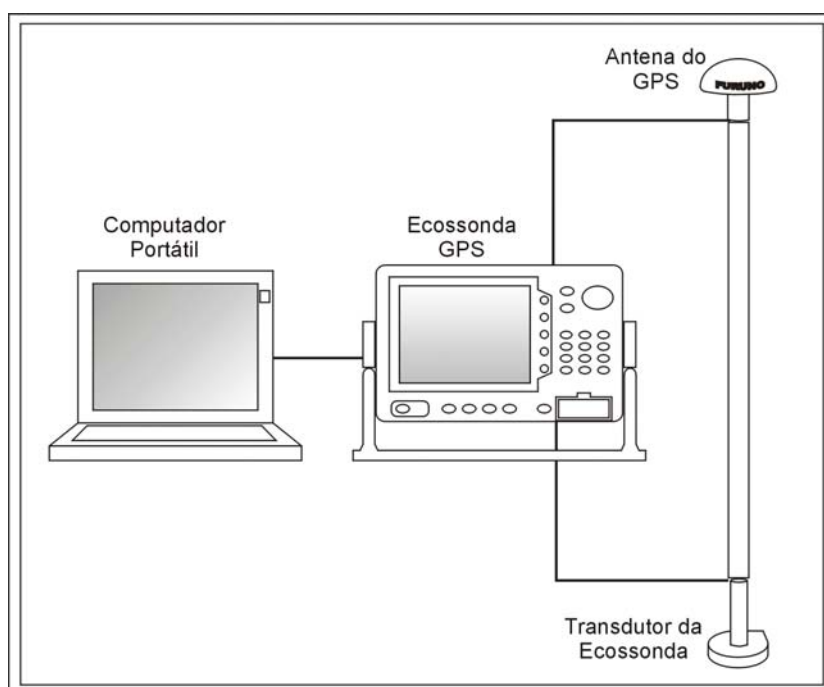 Antena do
GPS
FURUNO
Computador
Portátil
Ecossonda
GPS
Transdutor da
Ecossonda